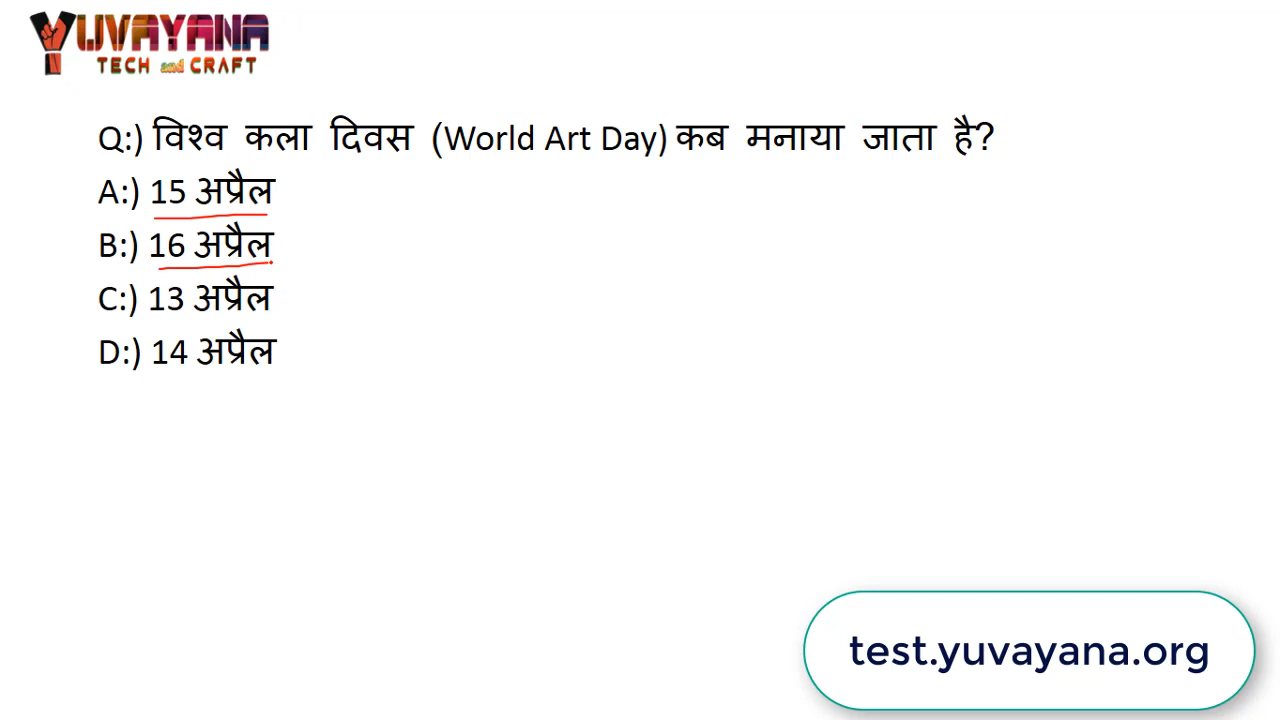 YUVAYANA
TECH and CRAFT
Q:) विश्व कला दिवस (World Art Day) कब मनाया जाता है?
A:) 15 अप्रैल
B:) 16 अप्रैल
C:) 13 अप्रैल
D:) 14 अप्रैल
test.yuvayana.org